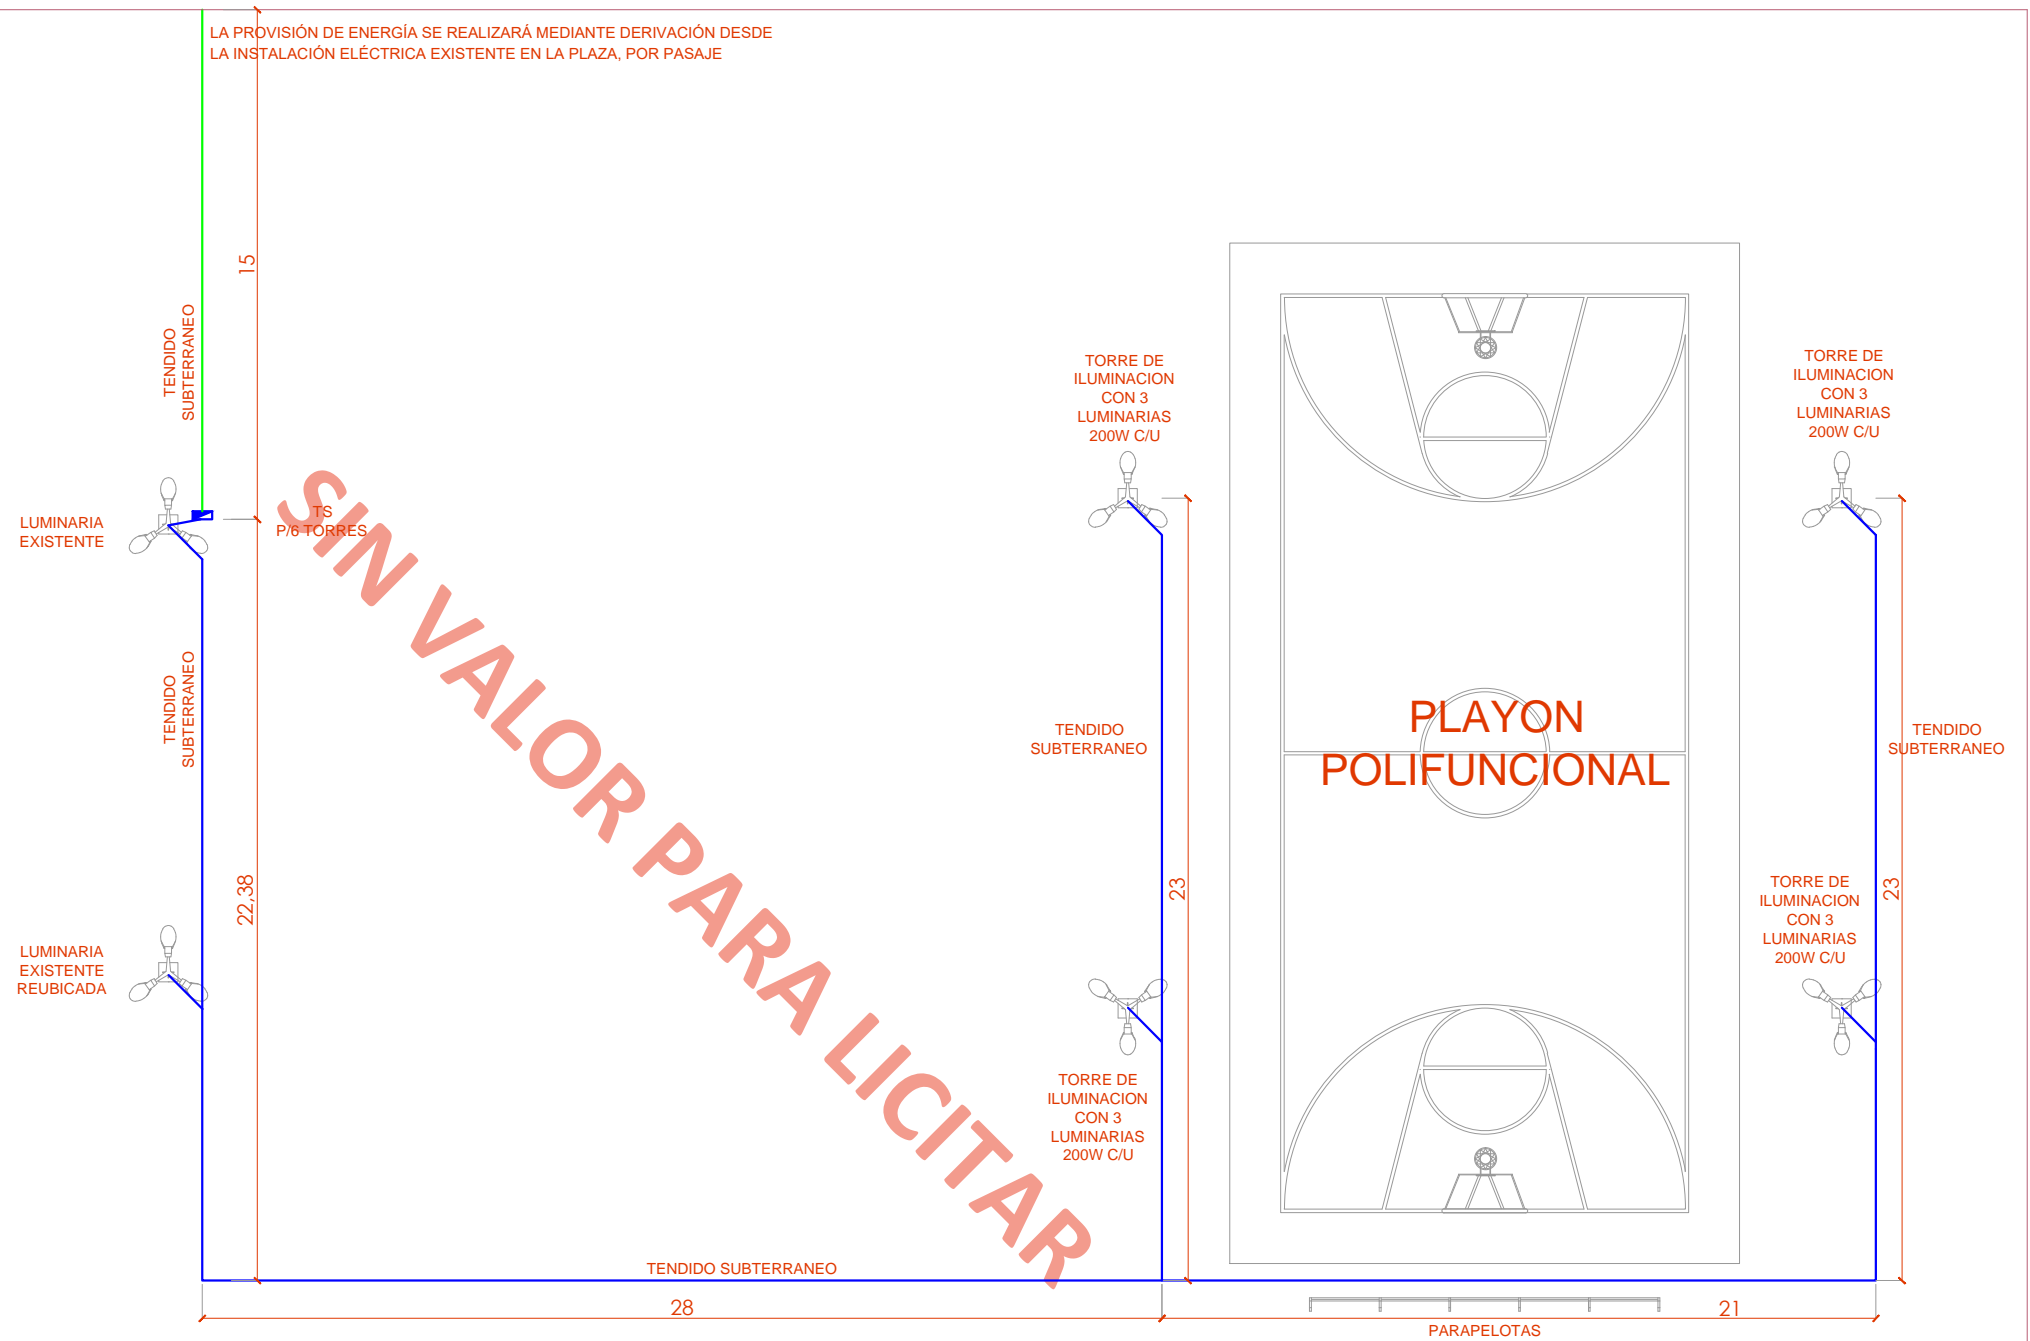 LA PROVISIÓN DE ENERGÍA SE REALIZARÁ MEDIANTE DERIVACIÓN DESDE
LA INSTALACIÓN ELÉCTRICA EXISTENTE EN LA PLAZA, POR PASAJE
15
TENDIDO
SUBTERRANEO
LUMINARIA
EXISTENTE
TS
P/6 TORRES
TENDIDO
SUBTERRANEO
22,38
LUMINARIA
EXISTENTE
REUBICADA
SIN VALOR PARA LICITAR
TORRE DE
ILUMINACION
CON 3
LUMINARIAS
200W C/U
TORRE DE
ILUMINACION
CON 3
LUMINARIAS
200W C/U
TENDIDO
SUBTERRANEO
PLAYON
POLIFUNCIONAL
TENDIDO
SUBTERRANEO
23
23
TORRE DE
ILUMINACION
CON 3
LUMINARIAS
200W C/U
TORRE DE
ILUMINACION
CON 3
LUMINARIAS
200W C/U
TENDIDO SUBTERRANEO
28
21
PARAPELOTAS